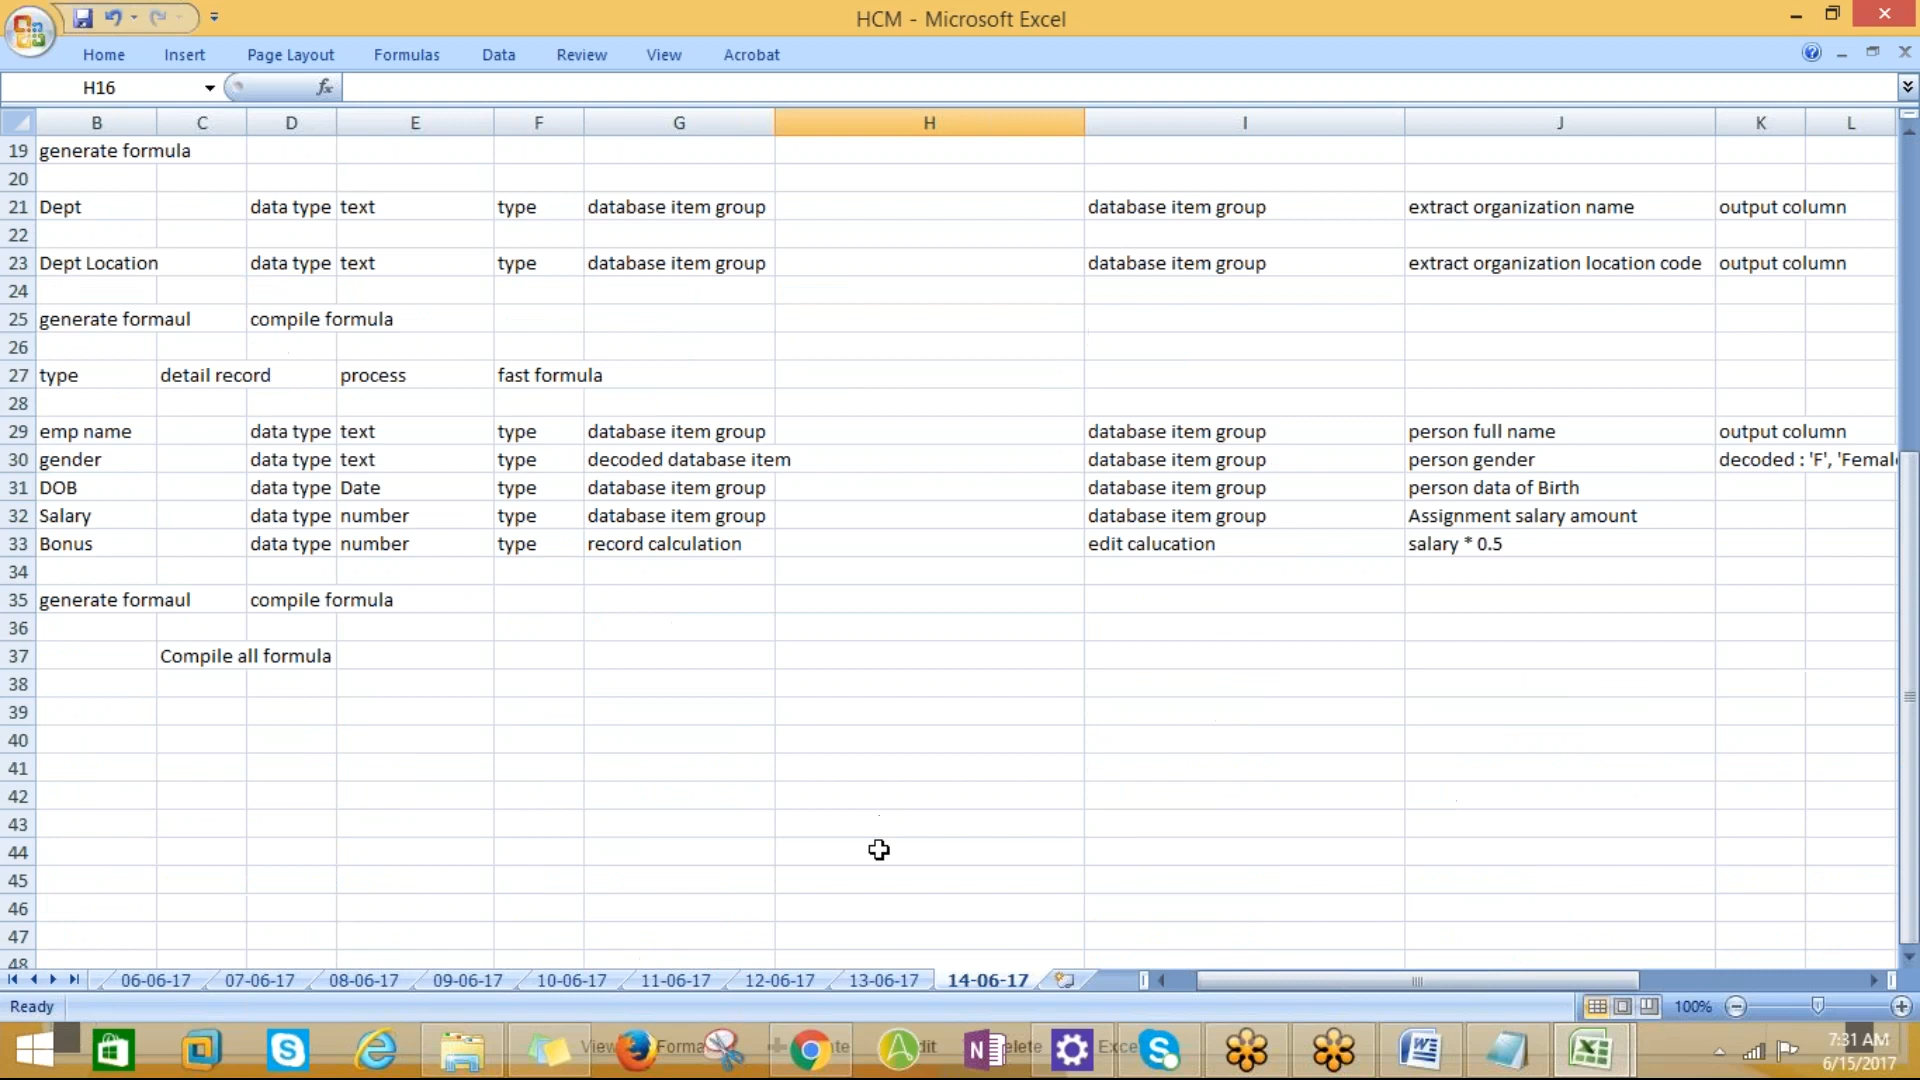 HCM - Microsoft Excel
Home Insert Page Layout Formulas Data Review View Acrobat
H16 fx
B C D E F G H I J K L
19 generate formula
20
21 Dept data type text type database item group database item group extract organization name output column
22
23 Dept Location data type text type database item group database item group extract organization location code output column
24
25 generate formaul compile formula
26
27 type detail record process fast formula
28
29 emp name data type text type database item group database item group person full name output column
30 gender data type text type decoded database item database item group person gender decoded : 'F', 'Femal
31 DOB data type Date type database item group database item group person data of Birth
32 Salary data type number type database item group database item group Assignment salary amount
33 Bonus data type number type record calculation edit calucation salary * 0.5
34
35 generate formaul compile formula
36
37 Compile all formula
38
39
40
41
42
43
44
45
46
47
48
06-06-17 07-06-17 08-06-17 09-06-17 10-06-17 11-06-17 12-06-17 13-06-17 14-06-17
Ready 100%
7:31 AM
6/15/2017